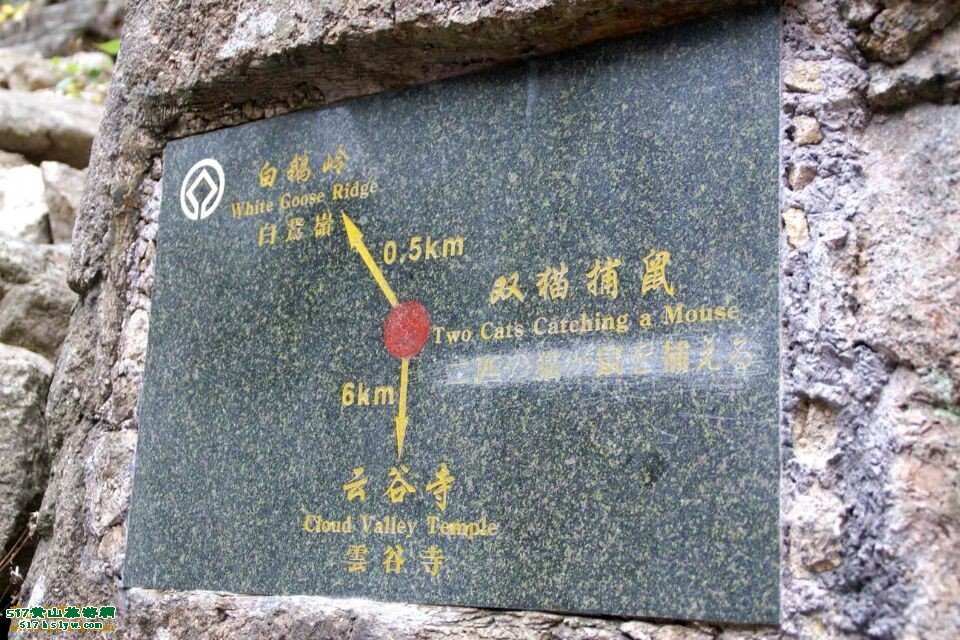 白鹅岭
White Goose Ridge
白鵞嶺
0.5km
双猫捕鼠
Two Cats Catching a Mouse
二匹の猫が鼠を捕える
6km
云谷寺
Cloud Valley Temple
雲谷寺
517黄山旅游網
517hslyw.com